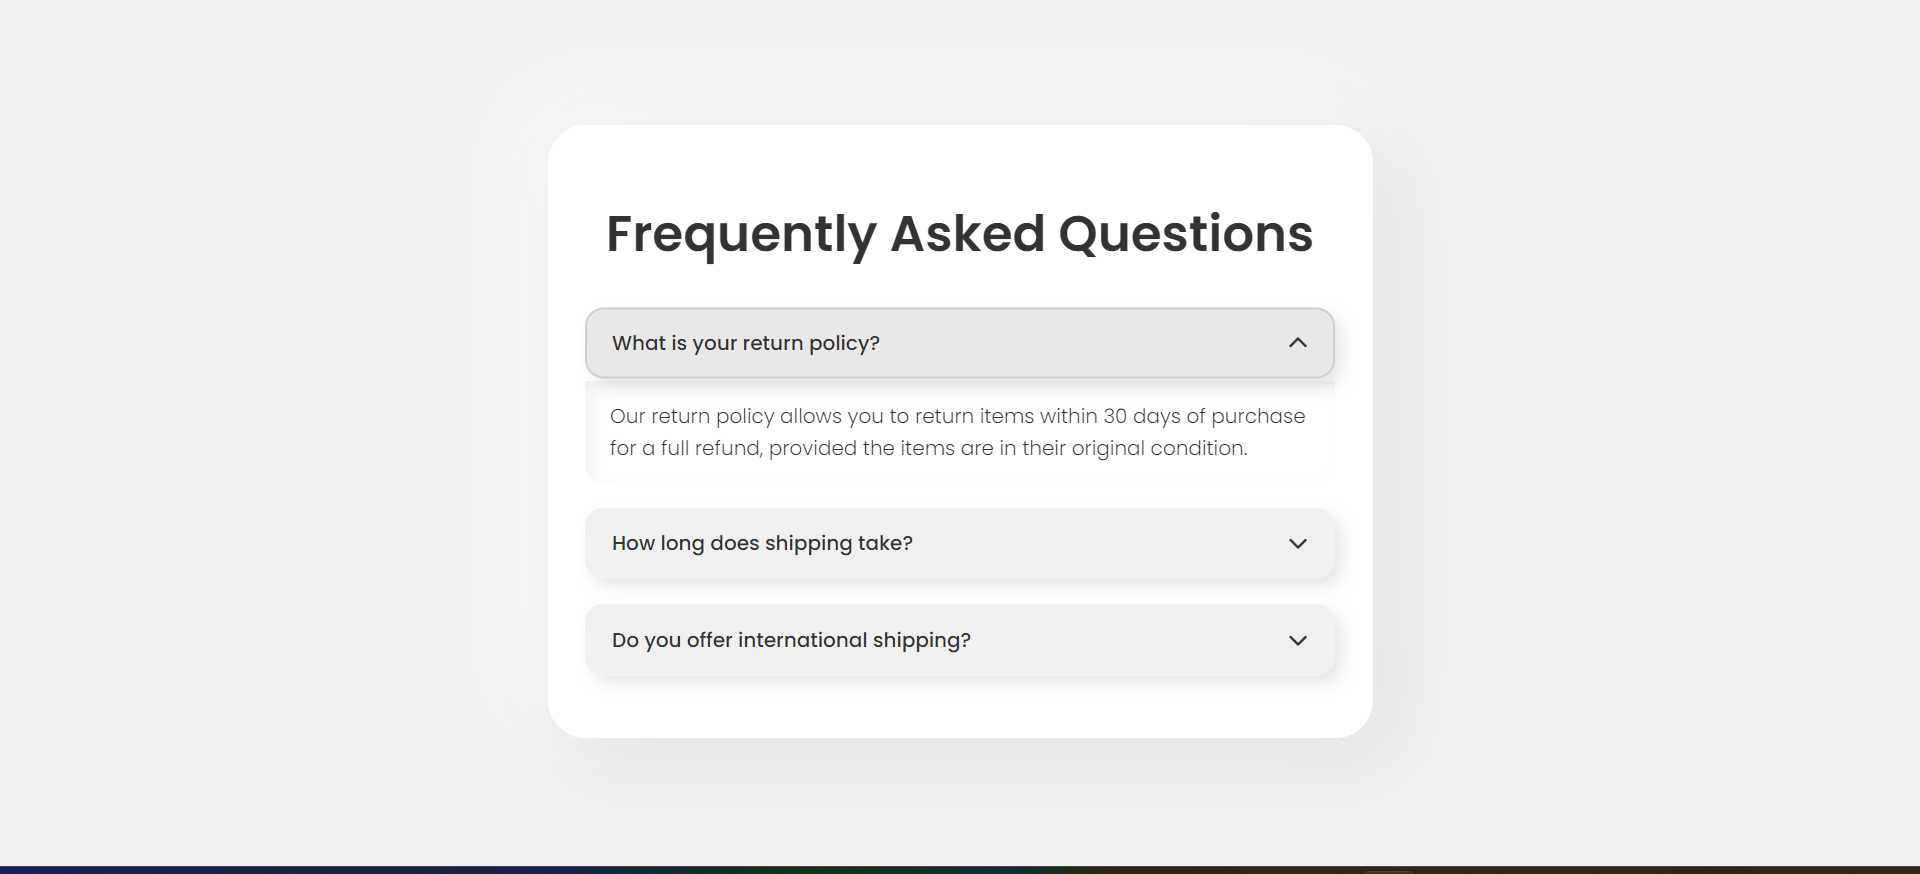 Frequently Asked Questions
What is your return policy?
Our return policy allows you to return items within 30 days of purchase
for a full refund, provided the items are in their original condition.
How long does shipping take?
Do you offer international shipping?